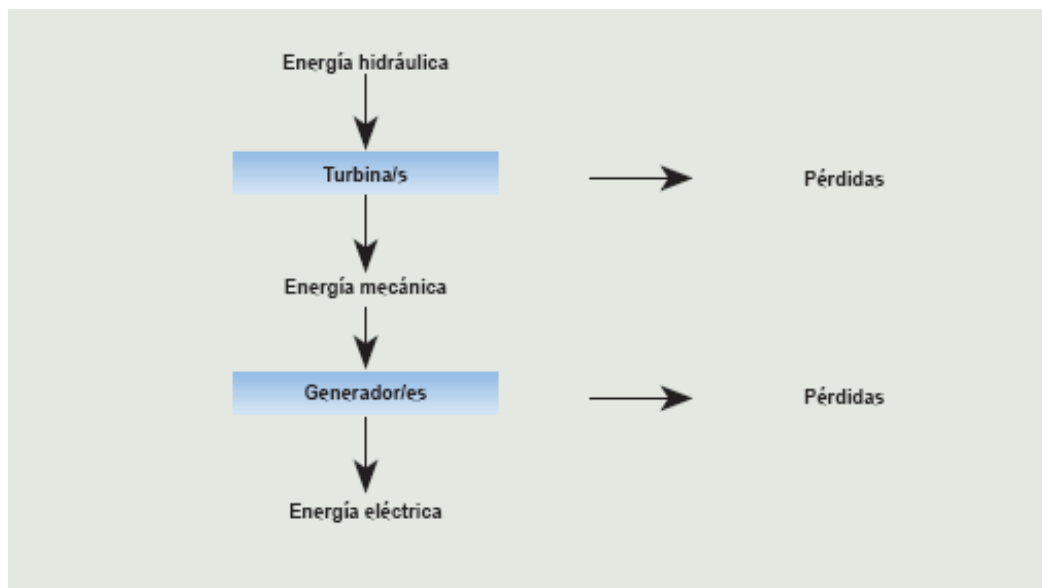 Energía hidráulica
Turbina/s
Pérdidas
Energía mecánica
Generador/es
Pérdidas
Energía eléctrica